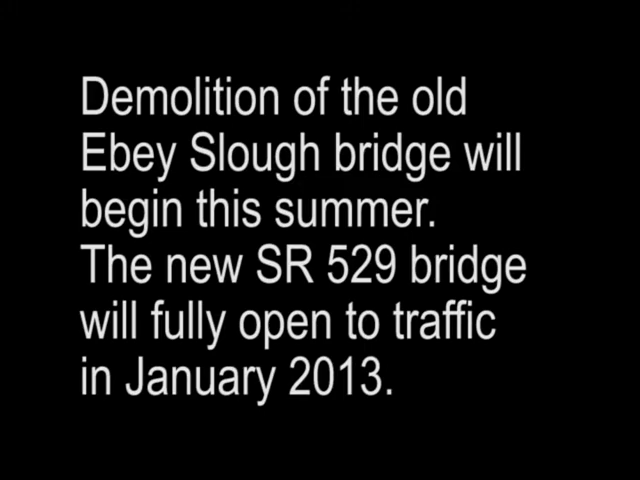 Demolition of the old
Ebey Slough bridge will
begin this summer.
The new SR 529 bridge
will fully open to traffic
in January 2013.